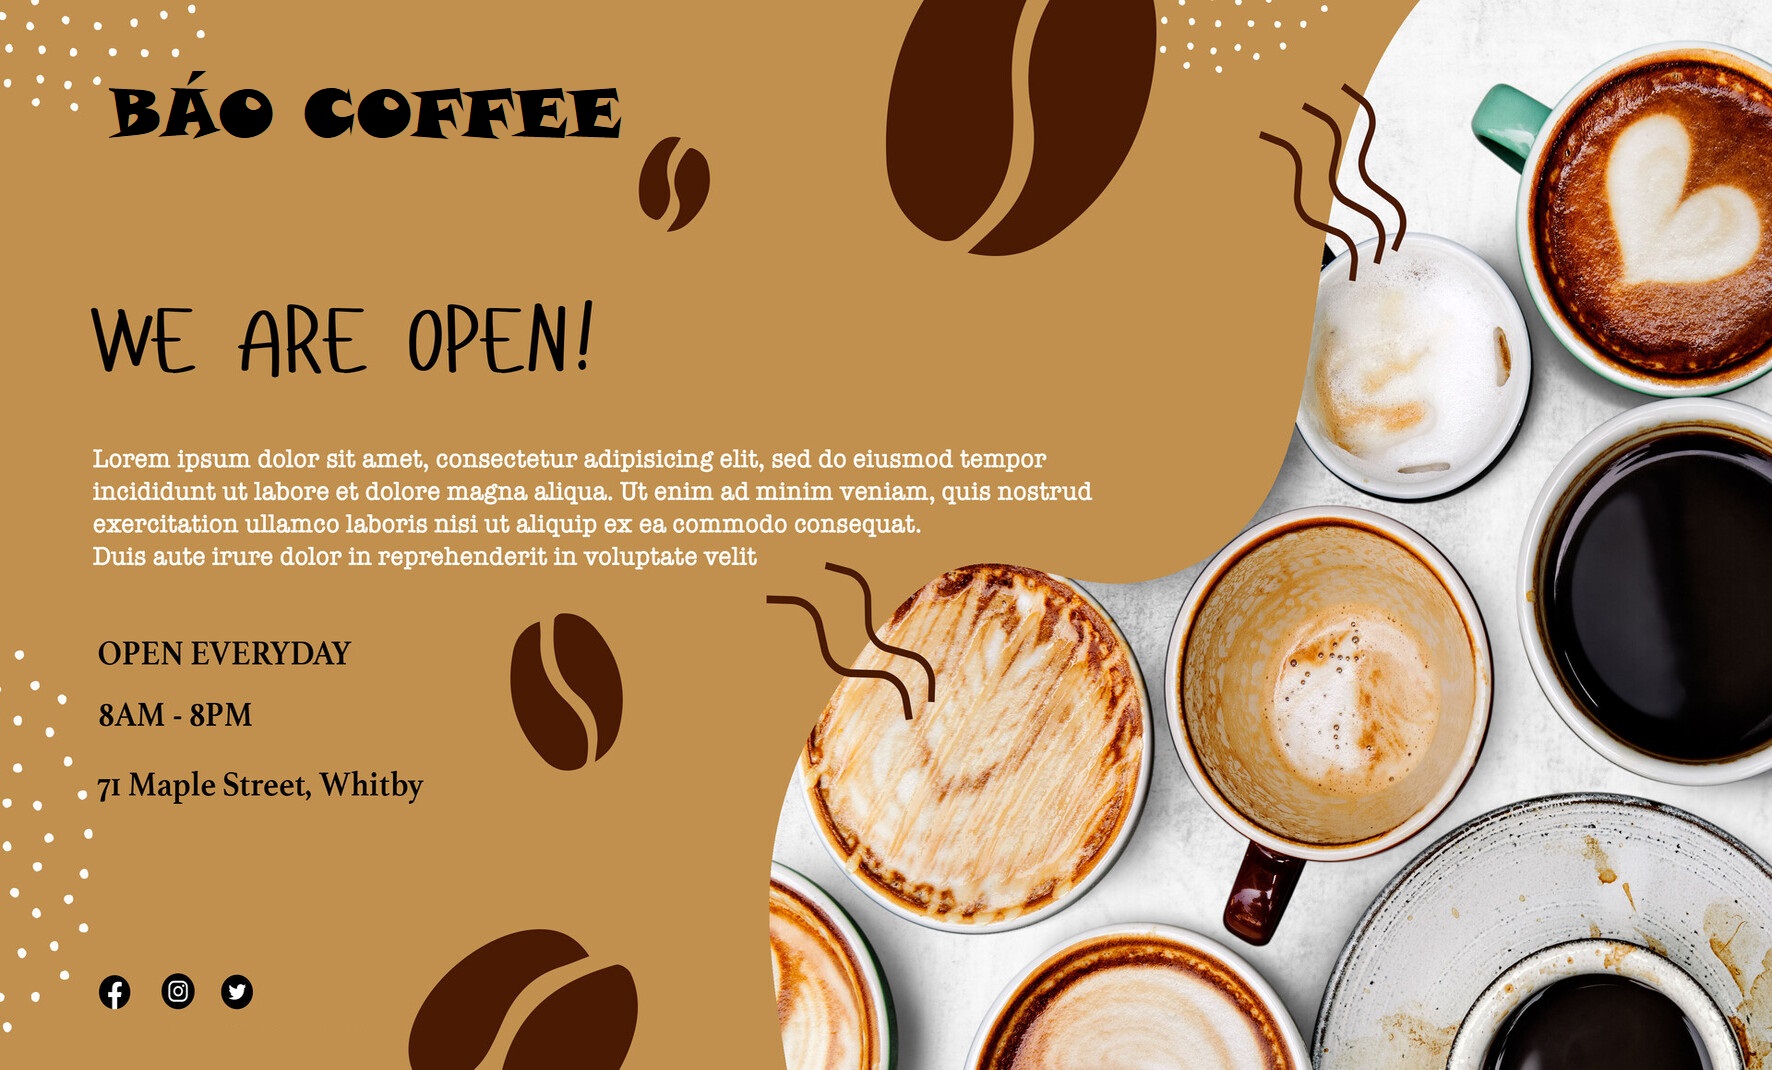 BÁO COFFEE
WE ARE OPEN!
Lorem ipsum dolor sit amet, consectetur adipisicing elit, sed do eiusmod tempor
incididunt ut labore et dolore magna aliqua. Ut enim ad minim veniam, quis nostrud
exercitation ullamco laboris nisi ut aliquip ex ea commodo consequat.
Duis aute irure dolor in reprehenderit in voluptate velit
OPEN EVERYDAY
8AM - 8PM
71 Maple Street, Whitby